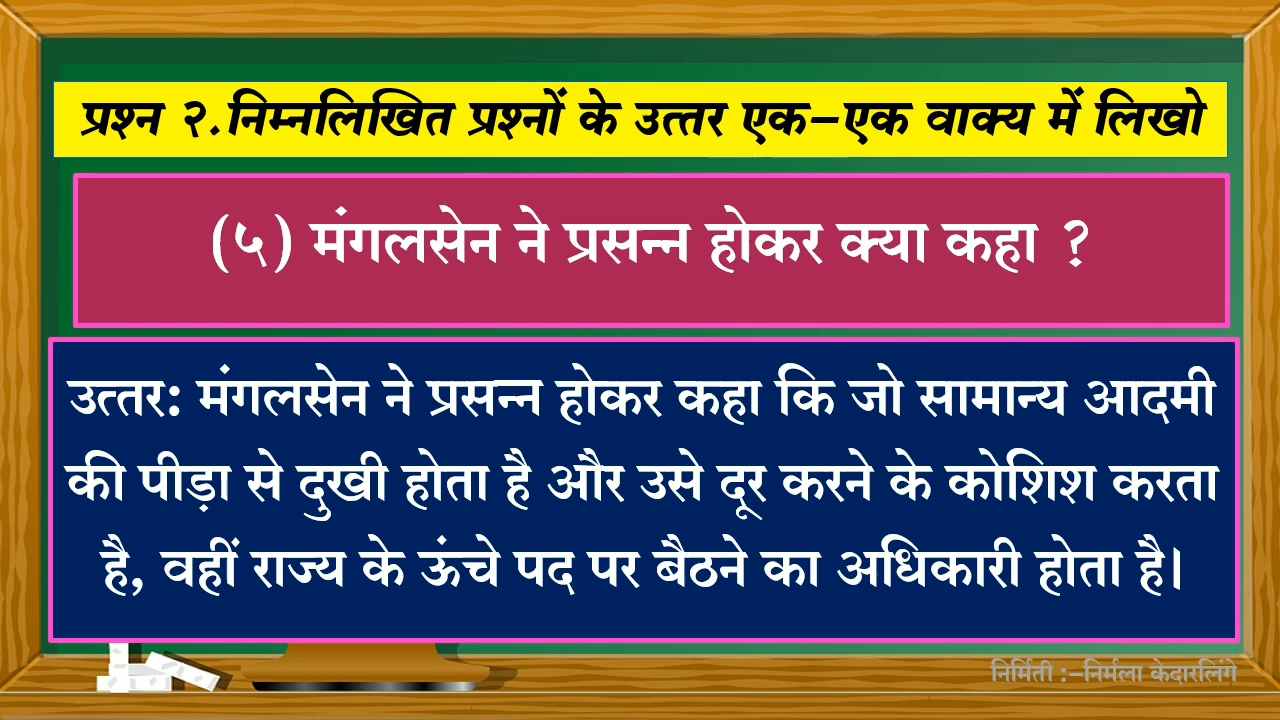 प्रश्न २.निम्नलिखित प्रश्नों के उत्तर एक–एक वाक्य में लिखो
(५) मंगलसेन ने प्रसन्न होकर क्या कहा ?
उत्तर: मंगलसेन ने प्रसन्न होकर कहा कि जो सामान्य आदमी
की पीड़ा से दुखी होता है और उसे दूर करने के कोशिश करता
है, वहीं राज्य के ऊंचे पद पर बैठने का अधिकारी होता है।
निर्मिती :–निर्मला केदारलिंगे